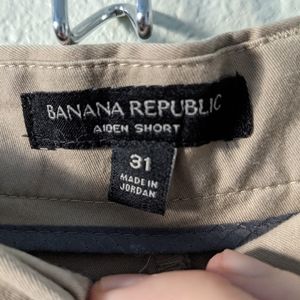 BANANA REPUBLIC
AIDEN SHORT
31
MADE IN
JORDAN